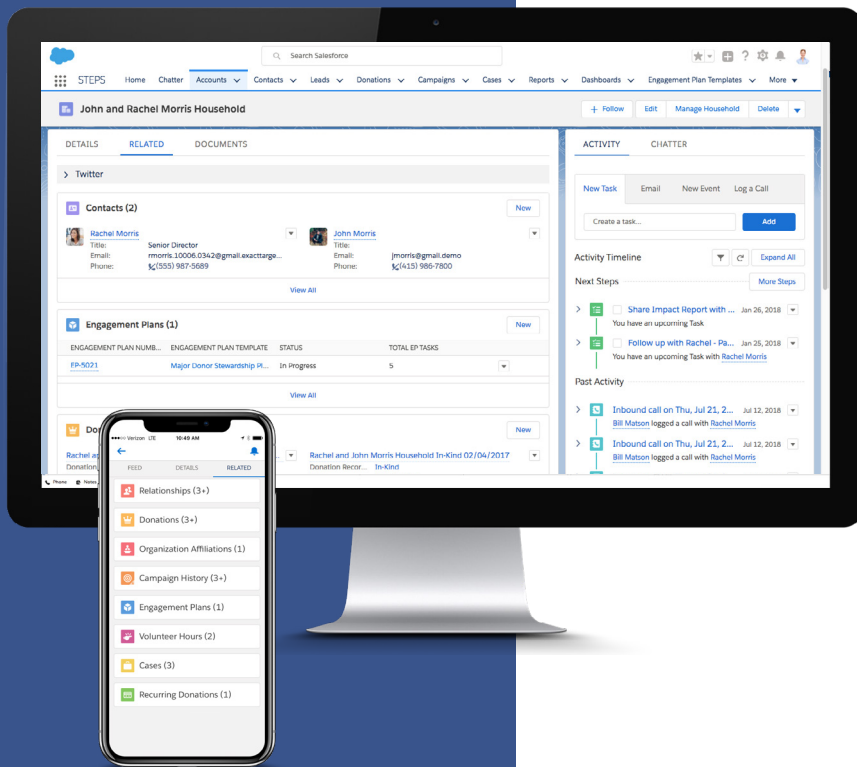 Search Salesforce
STEPS Home Chatter Accounts Contacts Leads Donations Campaigns Cases Reports Dashboards Engagement Plan Templates More
John and Rachel Morris Household
+ Follow Edit Manage Household Delete
DETAILS RELATED DOCUMENTS
Twitter
Contacts (2) New
Rachel Morris
Title: Senior Director
Email: rmorris.10006.0342@gmail.exacttarge...
Phone: (555) 987-5689
John Morris
Title:
Email: jmorris@gmail.demo
Phone: (415) 986-7800
View All
Engagement Plans (1) New
ENGAGEMENT PLAN NUMB... ENGAGEMENT PLAN TEMPLATE STATUS TOTAL EP TASKS
EP-5021 Major Donor Stewardship Pl... In Progress 5
View All
Do New
Rachel a
Donation
Rachel and John Morris Household In-Kind 02/04/2017
Donation Recor... In-Kind
Phone Notes
ACTIVITY CHATTER
New Task Email New Event Log a Call
Create a task... Add
Activity Timeline Expand All
Next Steps More Steps
Share Impact Report with ... Jan 26, 2018
You have an upcoming Task
Follow up with Rachel - Pa... Jan 25, 2018
You have an upcoming Task with Rachel Morris
Past Activity
Inbound call on Thu, Jul 21, 2... Jul 12, 2018
Bill Matson logged a call with Rachel Morris
Inbound call on Thu, Jul 21, 2... Jul 12, 2018
Bill Matson logged a call with Rachel Morris
Verizon LTE 10:49 AM
FEED DETAILS RELATED
Relationships (3+)
Donations (3+)
Organization Affiliations (1)
Campaign History (3+)
Engagement Plans (1)
Volunteer Hours (2)
Cases (3)
Recurring Donations (1)